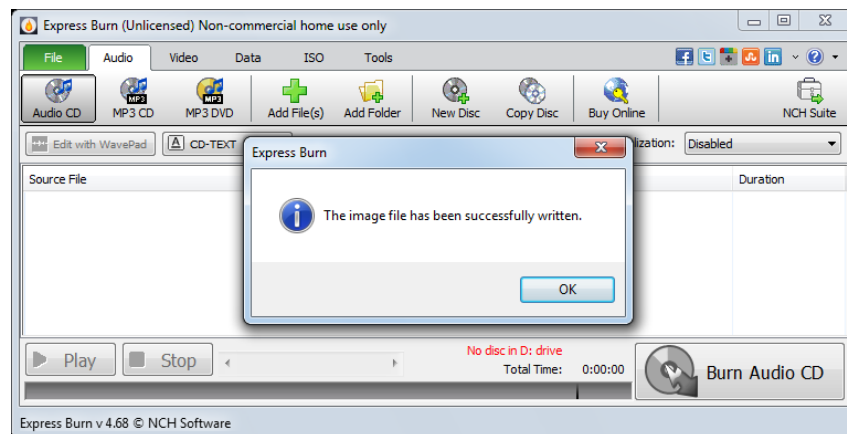 Express Burn (Unlicensed) Non-commercial home use only
File Audio Video Data ISO Tools
Audio CD MP3 CD MP3 DVD Add File(s) Add Folder New Disc Copy Disc Buy Online NCH Suite
Edit with WavePad A CD-TEXT lization: Disabled
Express Burn
Source File Duration
The image file has been successfully written.
OK
Play Stop No disc in D: drive
Total Time: 0:00:00 Burn Audio CD
Express Burn v 4.68 © NCH Software